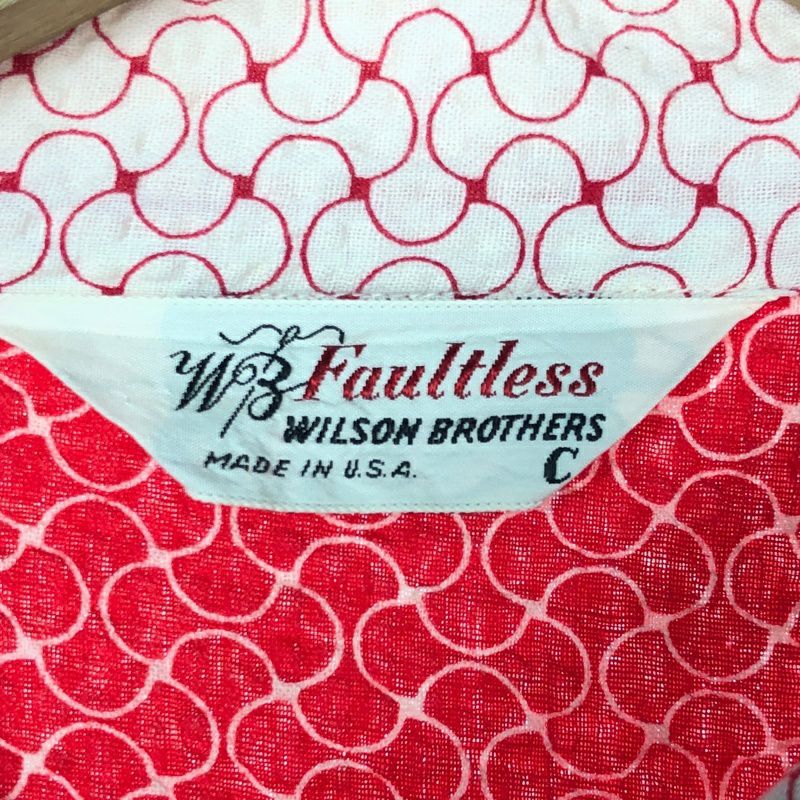 WB Faultless
WILSON BROTHERS
MADE IN U.S.A. C